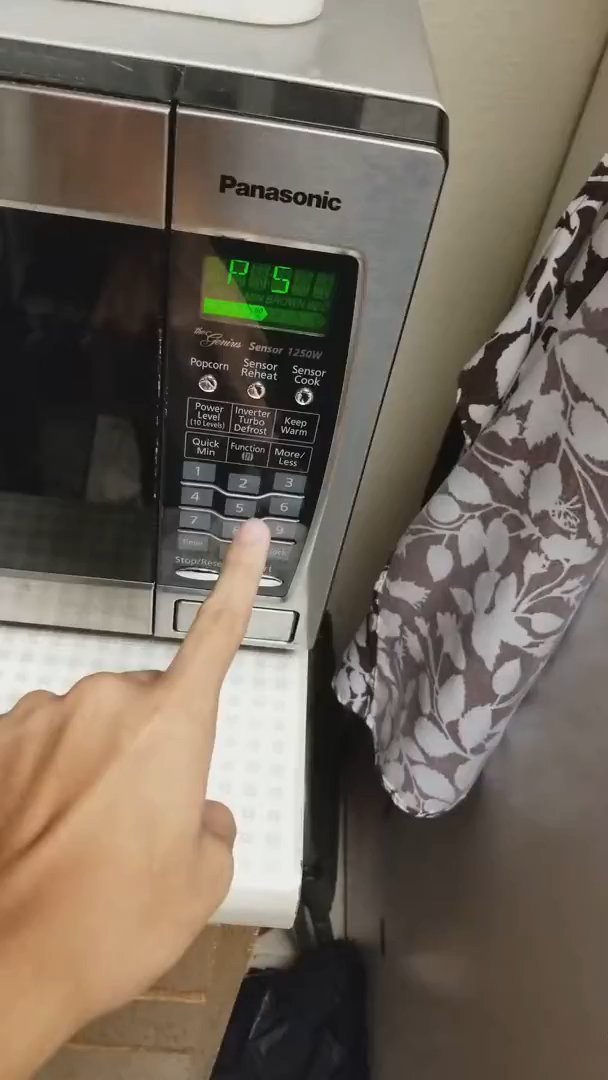 Panasonic
P 5
the Genius Sensor 1250W
Popcorn
Sensor Reheat
Sensor Cook
Power Level (10 Levels)
Inverter Turbo Defrost
Keep Warm
Quick Min
Function
More/Less
1 2 3
4 5 6
7 9